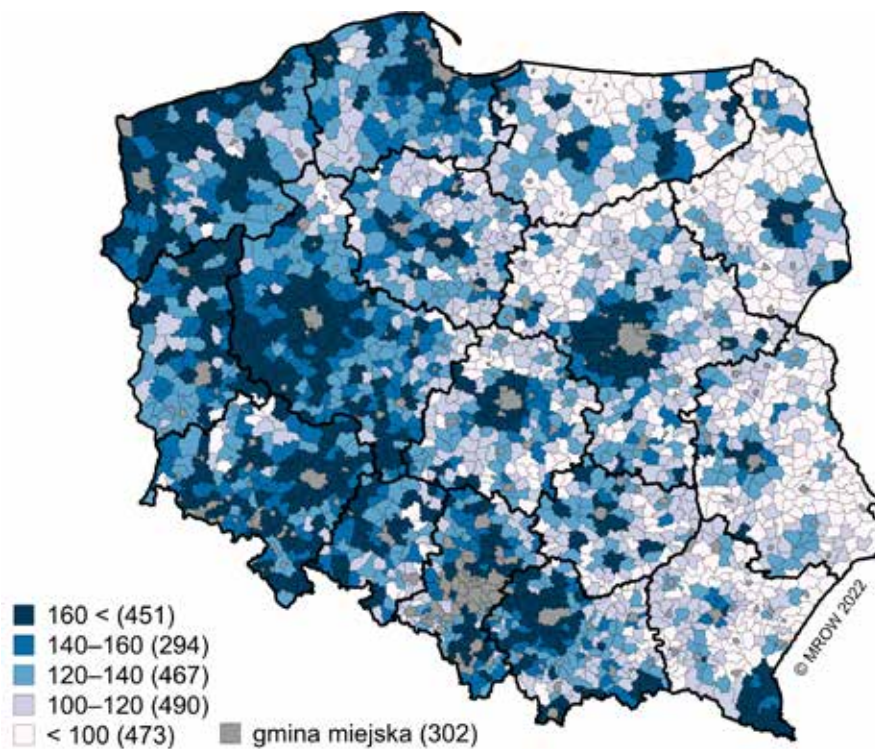 160 < (451)
140–160 (294)
120–140 (467)
100–120 (490)
< 100 (473)
gmina miejska (302)
© MROW 2022